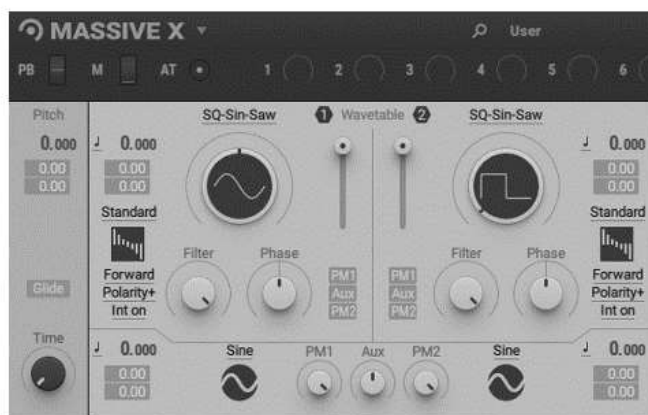 MASSIVE X User
PB M AT 1 2 3 4 5 6
Pitch SQ-Sin-Saw 1 Wavetable 2 SQ-Sin-Saw
0.000 0.000 0.000
0.00 0.00 0.00
0.00 0.00 0.00
Standard Standard
Filter Phase Filter Phase
Forward PM1 PM1 Forward
Glide Polarity+ Aux Aux Polarity+
Int on PM2 PM2 Int on
Time 0.000 Sine PM1 Aux PM2 Sine 0.000
0.00 0.00
0.00 0.00